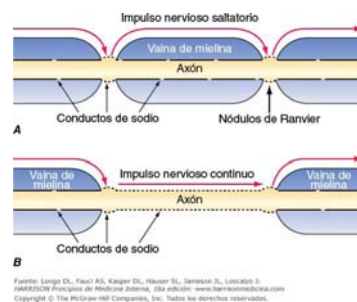 Impulso nervioso saltatorio
Vaina de mielina
Axón
Conductos de sodio
Nódulos de Ranvier
A
Vaina de
mielina
Impulso nervioso continuo
Vaina de
mielina
Axón
Conductos de sodio
B
Fuente: Longo DL, Fauci AS, Kasper DL, Hauser SL, Jameson JL, Loscalzo J:
HARRISON Principios de Medicina Interna, 18a edición: www.harrisonmedicina.com
Copyright © The McGraw-Hill Companies, Inc. Todos los derechos reservados.